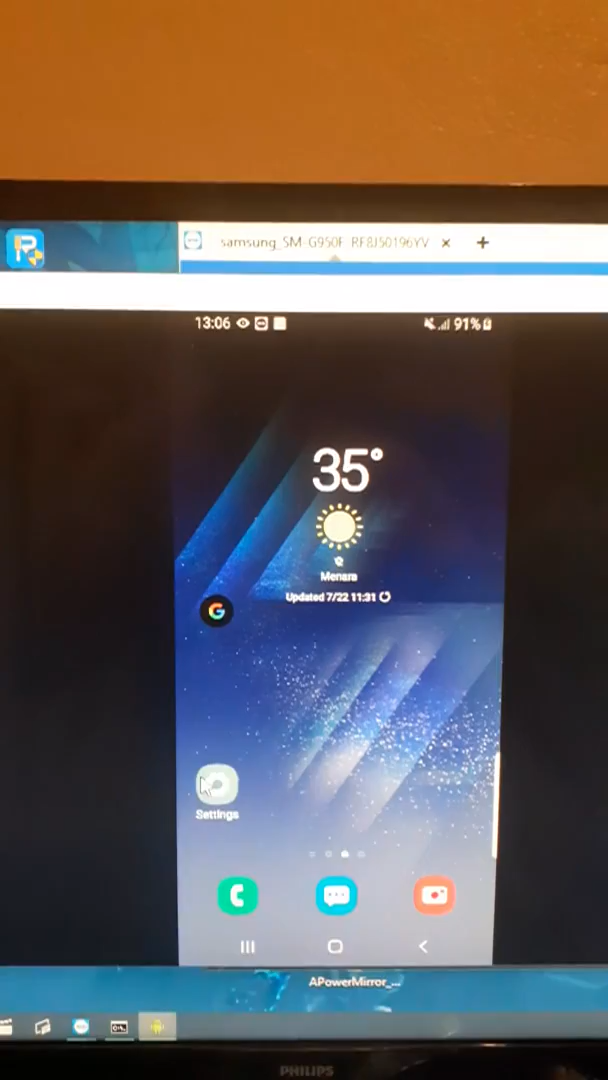 samsung_SM-G950F_RF8J50196YV
13:06
91%
35°
Menara
Updated 7/22 11:31
G
Settings
APowerMirror_...
PHILIPS